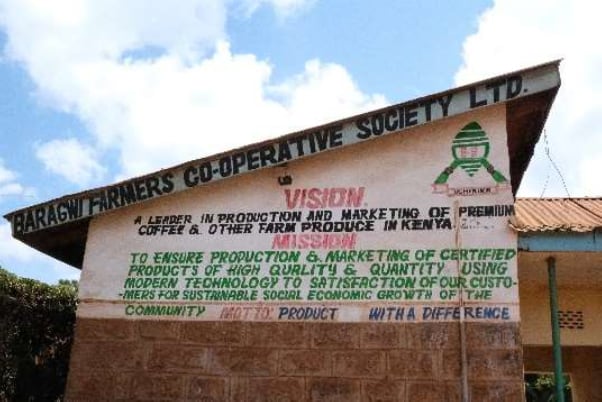 BARAGWI FARMERS CO-OPERATIVE SOCIETY LTD.
VISION
A LEADER IN PRODUCTION AND MARKETING OF PREMIUM
COFFEE & OTHER FARM PRODUCE IN KENYA
MISSION
TO ENSURE PRODUCTION & MARKETING OF CERTIFIED
PRODUCTS OF HIGH QUALITY & QUANTITY USING
MODERN TECHNOLOGY TO SATISFACTION OF OUR CUSTO-
-MERS FOR SUSTAINABLE SOCIAL ECONOMIC GROWTH OF THE
COMMUNITY MOTTO: PRODUCT WITH A DIFFERENCE